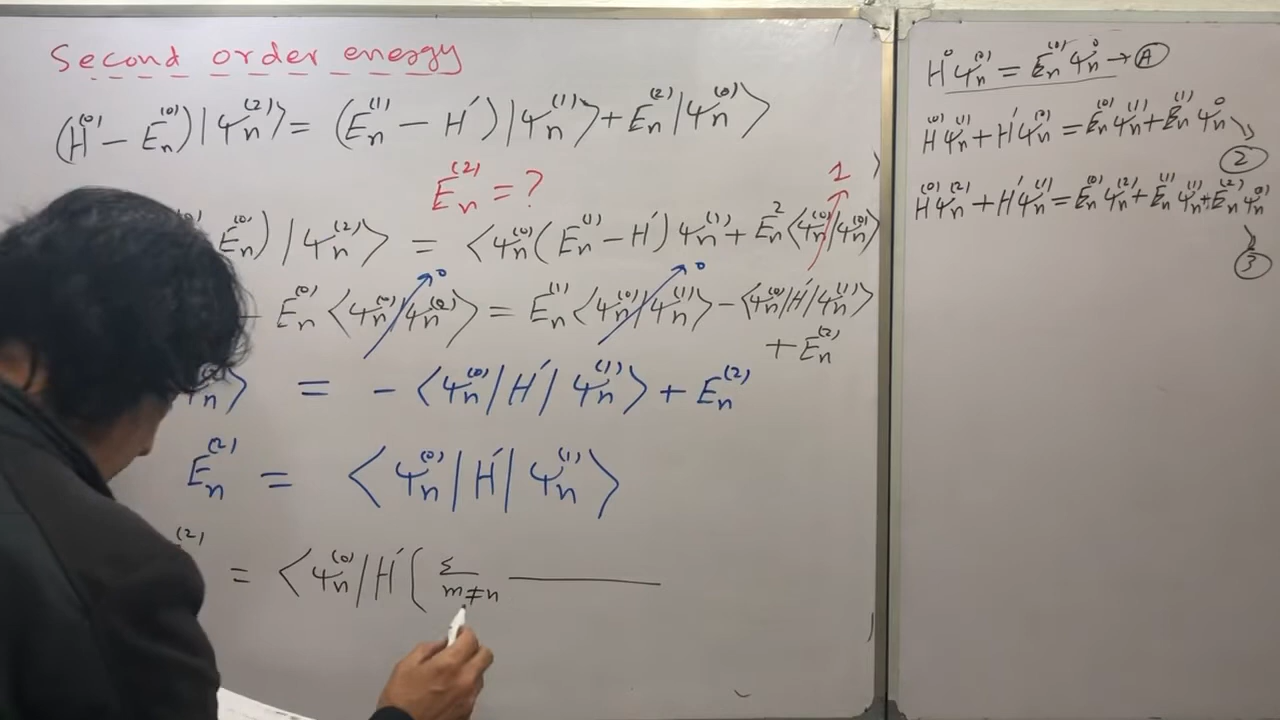 Second order energy
(H⁽⁰⁾ - Eₙ⁽⁰⁾)|Ψₙ⁽²⁾⟩ = (Eₙ⁽¹⁾ - H′)|Ψₙ⁽¹⁾⟩ + Eₙ⁽²⁾|Ψₙ⁽⁰⁾⟩
Eₙ⁽²⁾ = ?
1
Eₙ⁽⁰⁾)|Ψₙ⁽²⁾⟩ = ⟨Ψₙ⁽⁰⁾(Eₙ⁽¹⁾ - H′)Ψₙ⁽¹⁾ + Eₙ²⟨Ψₙ⁽⁰⁾|Ψₙ⁽⁰⁾⟩
0 0
- Eₙ⁽⁰⁾⟨Ψₙ⁽⁰⁾|Ψₙ⁽²⁾⟩ = Eₙ⁽¹⁾⟨Ψₙ⁽⁰⁾|Ψₙ⁽¹⁾⟩ - ⟨Ψₙ⁽⁰⁾|H′|Ψₙ⁽¹⁾⟩
+ Eₙ⁽²⁾
Ψₙ⟩ = - ⟨Ψₙ⁽⁰⁾|H′|Ψₙ⁽¹⁾⟩ + Eₙ⁽²⁾
Eₙ⁽²⁾ = ⟨Ψₙ⁽⁰⁾|H′|Ψₙ⁽¹⁾⟩
⁽²⁾ = ⟨Ψₙ⁽⁰⁾|H′( Σ
m≠n
H⁰Ψₙ⁽⁰⁾ = Eₙ⁽⁰⁾Ψₙ⁰ → A
H⁽⁰⁾Ψₙ⁽¹⁾ + H′Ψₙ⁽⁰⁾ = Eₙ⁽⁰⁾Ψₙ⁽¹⁾ + Eₙ⁽¹⁾Ψₙ⁰
2
H⁽⁰⁾Ψₙ⁽²⁾ + H′Ψₙ⁽¹⁾ = Eₙ⁽⁰⁾Ψₙ⁽²⁾ + Eₙ⁽¹⁾Ψₙ⁽¹⁾ + Eₙ⁽²⁾Ψₙ⁽⁰⁾
3